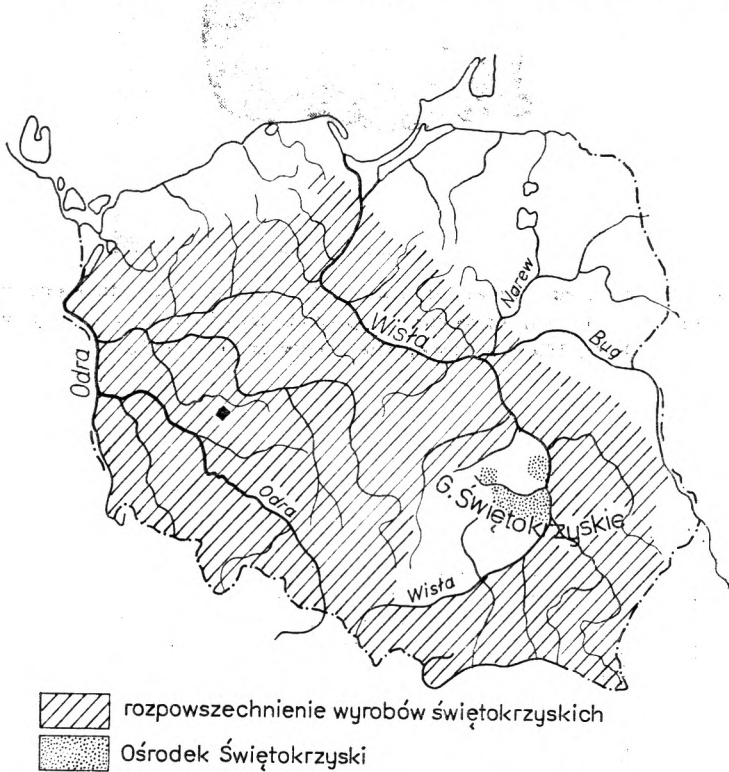 Narew
Wisła
Bug
Odra
G. Świętokrzyskie
Odra
Wisła
rozpowszechnienie wyrobów świętokrzyskich
Ośrodek Świętokrzyski